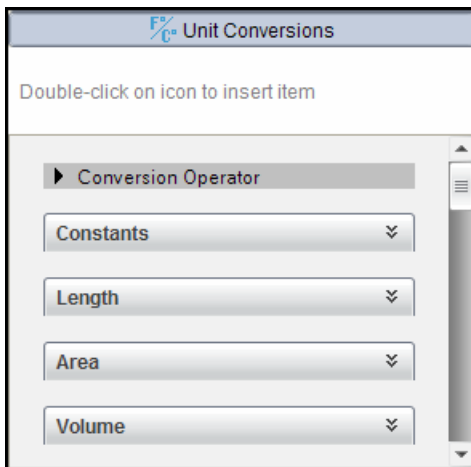 F°/C° Unit Conversions
Double-click on icon to insert item
Conversion Operator
Constants
Length
Area
Volume